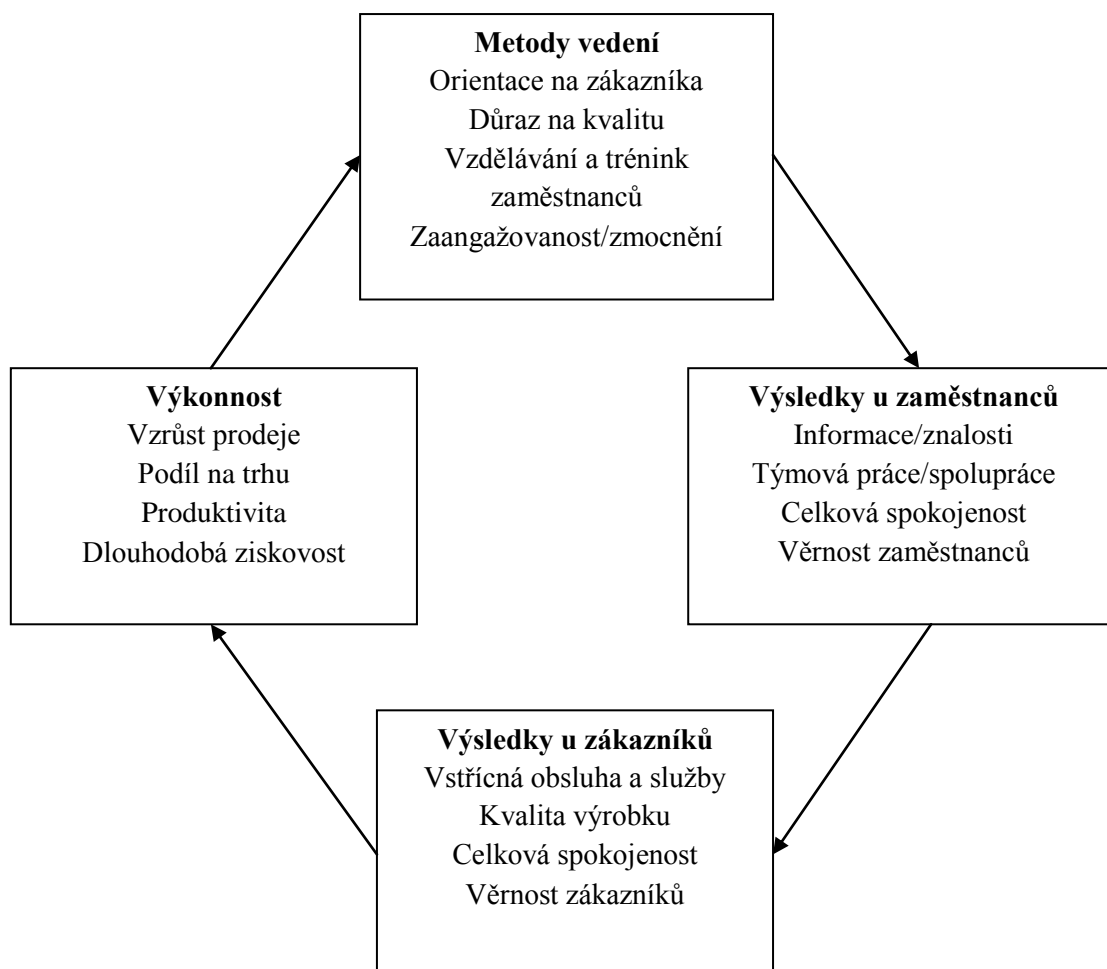 Metody vedení
Orientace na zákazníka
Důraz na kvalitu
Vzdělávání a trénink
zaměstnanců
Zaangažovanost/zmocnění
Výkonnost
Vzrůst prodeje
Podíl na trhu
Produktivita
Dlouhodobá ziskovost
Výsledky u zaměstnanců
Informace/znalosti
Týmová práce/spolupráce
Celková spokojenost
Věrnost zaměstnanců
Výsledky u zákazníků
Vstřícná obsluha a služby
Kvalita výrobku
Celková spokojenost
Věrnost zákazníků